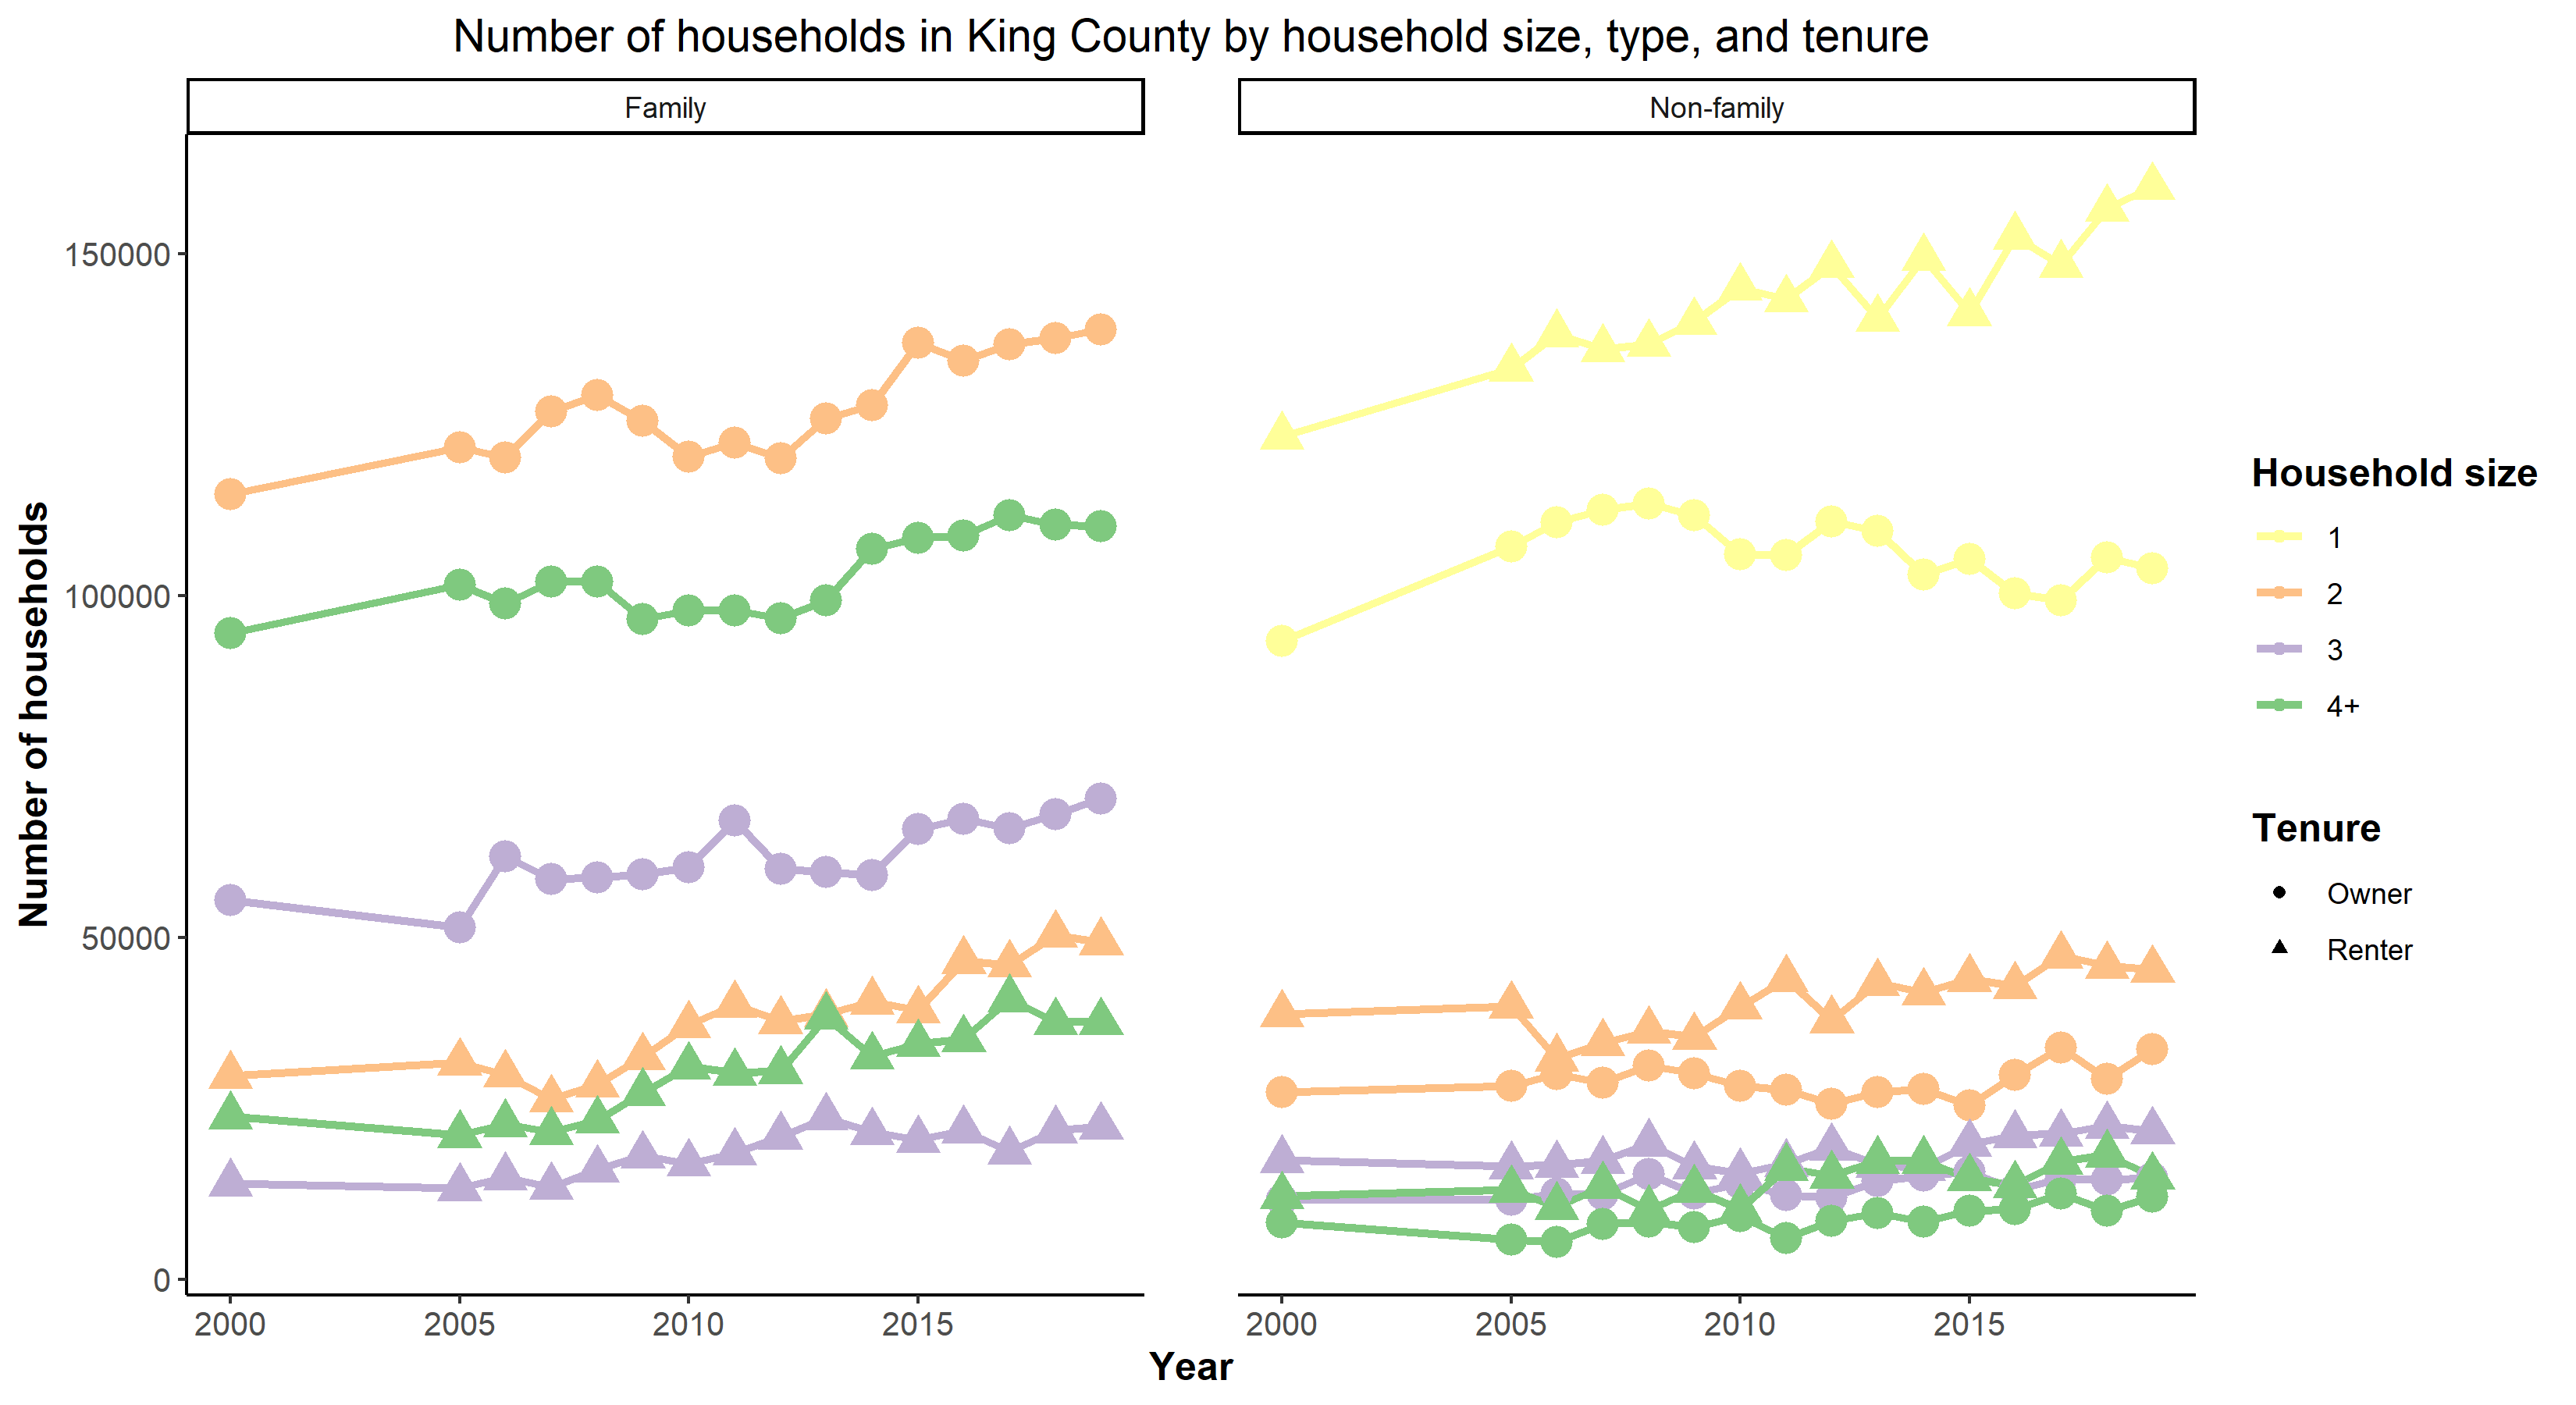 Number of households in King County by household size, type, and tenure
Family
Non-family
Number of households
150000
100000
50000
0
2000 2005 2010 2015
2000 2005 2010 2015
Year
Household size
1
2
3
4+
Tenure
Owner
Renter